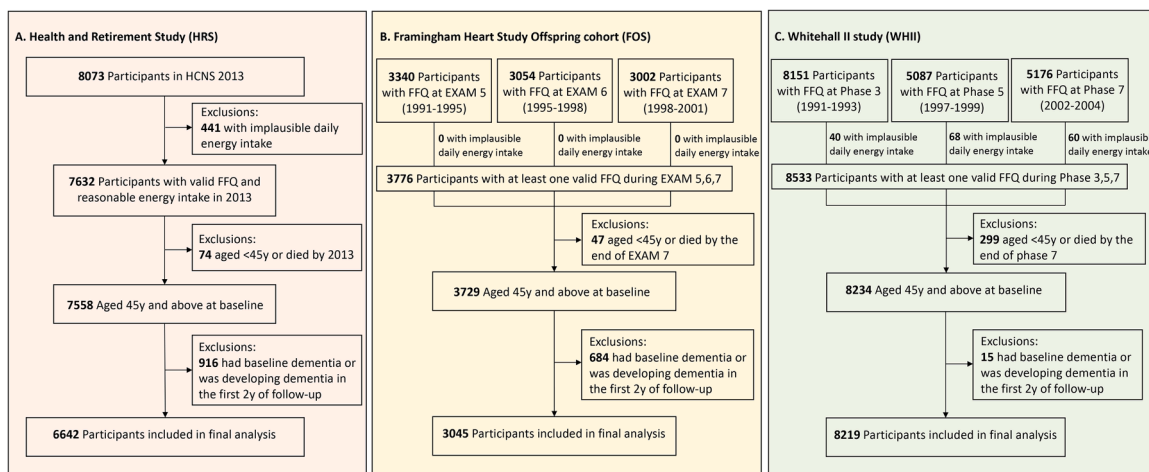 A. Health and Retirement Study (HRS)
8073 Participants in HCNS 2013
Exclusions:
441 with implausible daily
energy intake
7632 Participants with valid FFQ and
reasonable energy intake in 2013
Exclusions:
74 aged <45y or died by 2013
7558 Aged 45y and above at baseline
Exclusions:
916 had baseline dementia or
was developing dementia in
the first 2y of follow-up
6642 Participants included in final analysis
B. Framingham Heart Study Offspring cohort (FOS)
3340 Participants
with FFQ at EXAM 5
(1991-1995)
3054 Participants
with FFQ at EXAM 6
(1995-1998)
3002 Participants
with FFQ at EXAM 7
(1998-2001)
0 with implausible
daily energy intake
0 with implausible
daily energy intake
0 with implausible
daily energy intake
3776 Participants with at least one valid FFQ during EXAM 5,6,7
Exclusions:
47 aged <45y or died by the
end of EXAM 7
3729 Aged 45y and above at baseline
Exclusions:
684 had baseline dementia or
was developing dementia in
the first 2y of follow-up
3045 Participants included in final analysis
C. Whitehall II study (WHII)
8151 Participants
with FFQ at Phase 3
(1991-1993)
5087 Participants
with FFQ at Phase 5
(1997-1999)
5176 Participants
with FFQ at Phase 7
(2002-2004)
40 with implausible
daily energy intake
68 with implausible
daily energy intake
60 with implausible
daily energy intake
8533 Participants with at least one valid FFQ during Phase 3,5,7
Exclusions:
299 aged <45y or died by the
end of phase 7
8234 Aged 45y and above at baseline
Exclusions:
15 had baseline dementia or
was developing dementia in
the first 2y of follow-up
8219 Participants included in final analysis